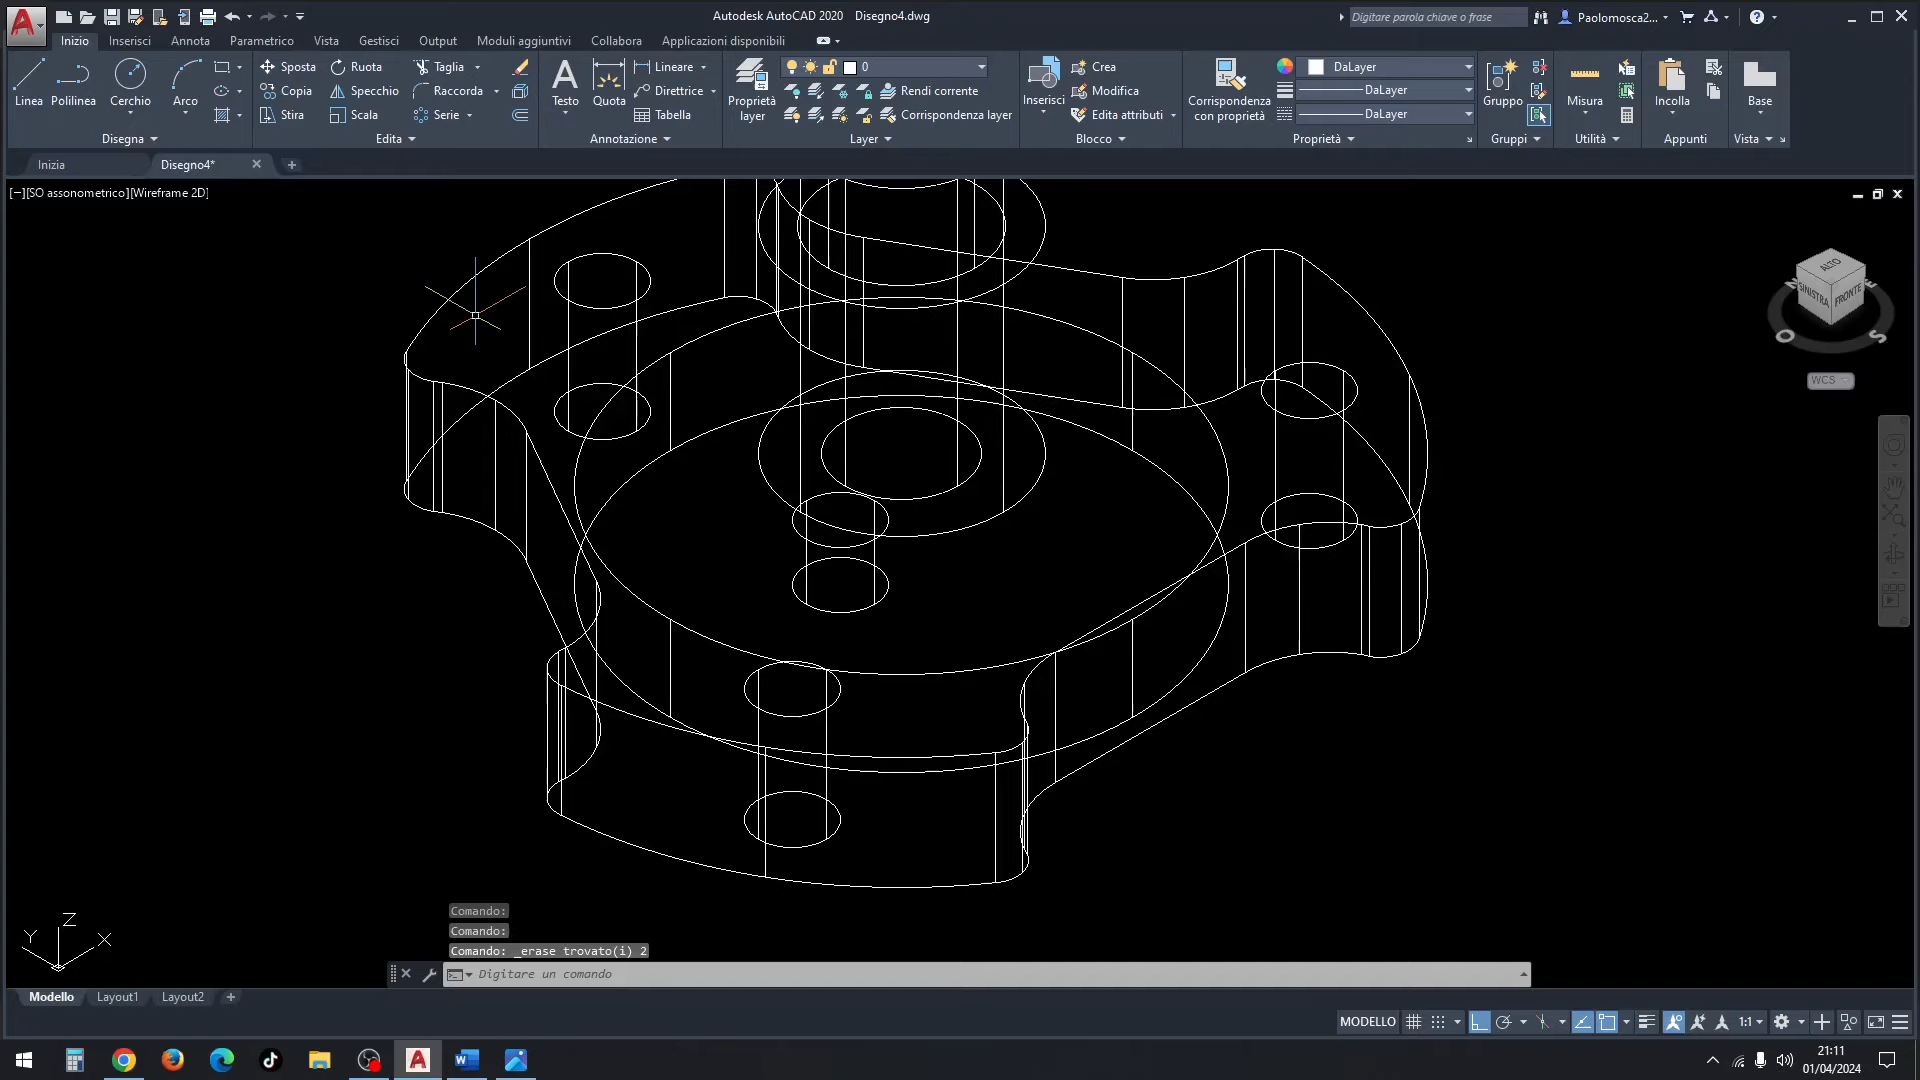 Autodesk AutoCAD 2020 Disegno4.dwg
Digitare parola chiave o frase
Paolomosca2...
Inizio Inserisci Annota Parametrico Vista Gestisci Output Moduli aggiuntivi Collabora Applicazioni disponibili
Linea Polilinea Cerchio Arco
Disegna
Sposta Ruota Taglia
Copia Specchio Raccorda
Stira Scala Serie
Edita
Testo Quota
Lineare
Direttrice
Tabella
Annotazione
Proprietà layer
0
Rendi corrente
Corrispondenza layer
Layer
Inserisci
Crea
Modifica
Edita attributi
Blocco
Corrispondenza con proprietà
DaLayer
DaLayer
DaLayer
Proprietà
Gruppo
Gruppi
Misura
Utilità
Incolla
Appunti
Base
Vista
Inizia Disegno4*
[−][SO assonometrico][Wireframe 2D]
ALTO
SINISTRA FRONTE
N
O S
WCS
Z
Y X
Comando:
Comando:
Comando: _erase trovato(i) 2
Digitare un comando
Modello Layout1 Layout2
MODELLO 1:1
21:11
01/04/2024